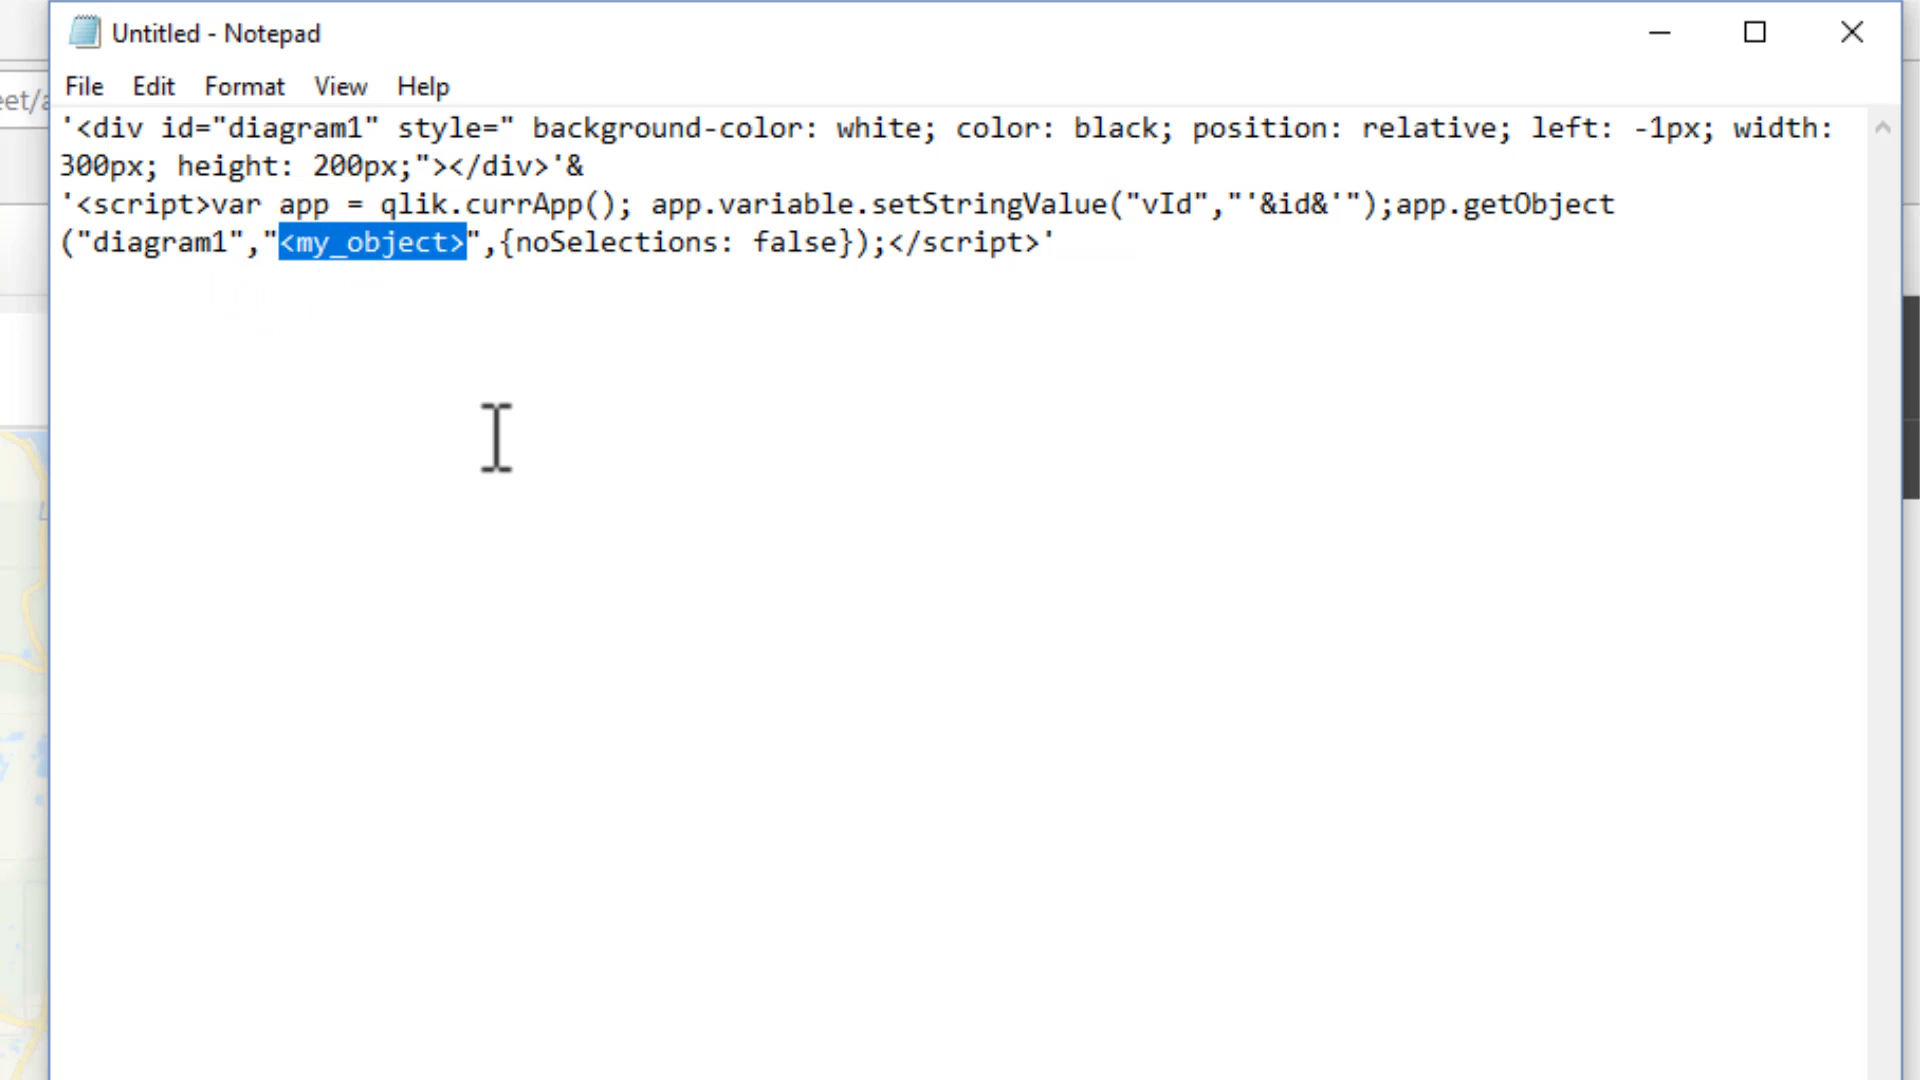 Untitled - Notepad
File Edit Format View Help
eet/a
'<div id="diagram1" style=" background-color: white; color: black; position: relative; left: -1px; width:
300px; height: 200px;"></div>'&
'<script>var app = qlik.currApp(); app.variable.setStringValue("vId","'&id&'");app.getObject
("diagram1","<my_object>",{noSelections: false});</script>'